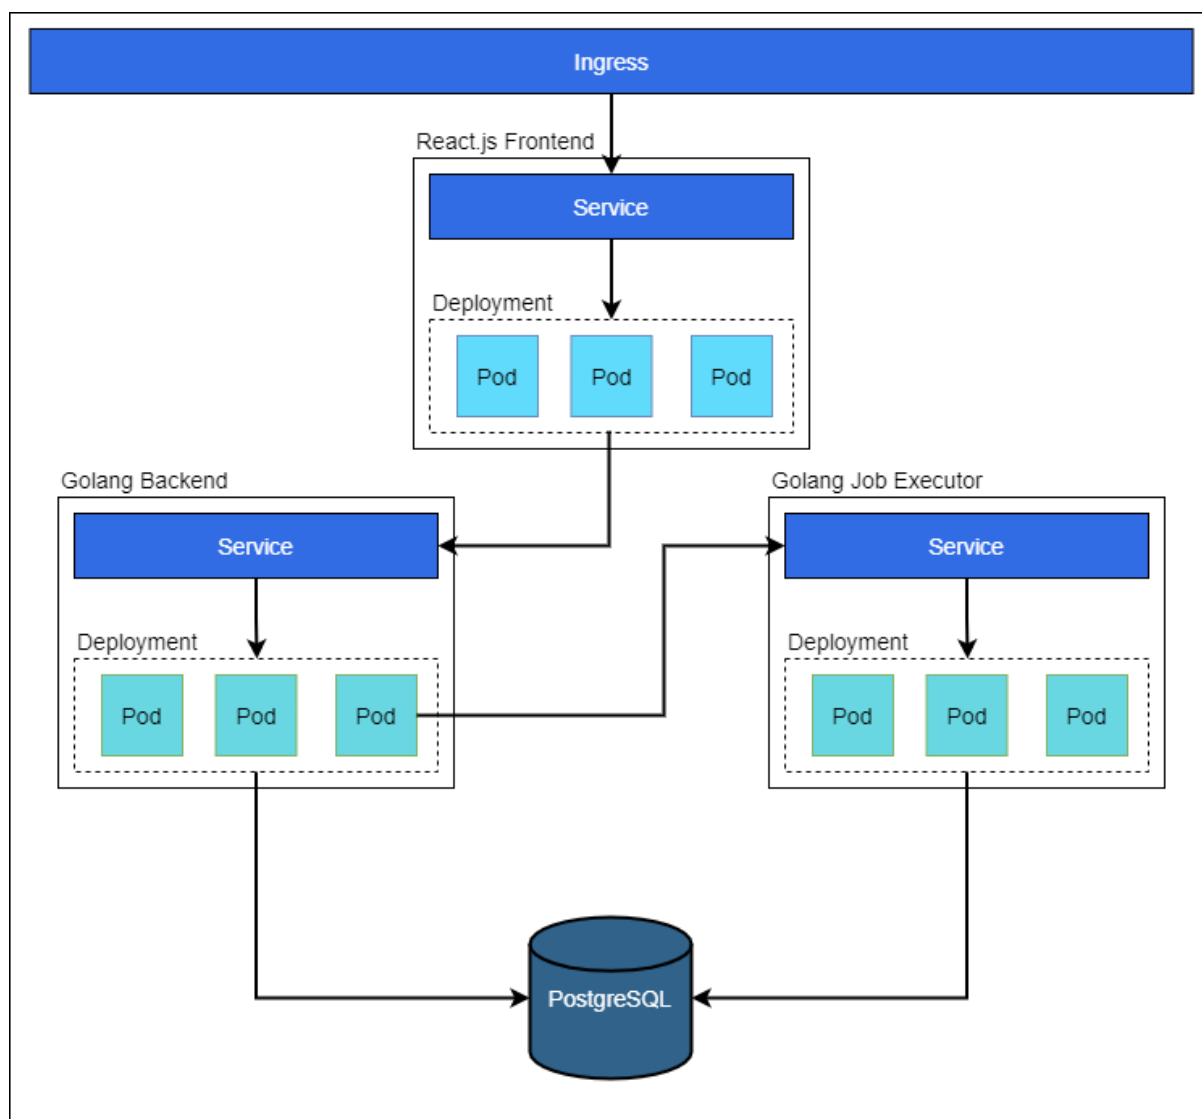 Ingress
React.js Frontend
Service
Deployment
Pod Pod Pod
Golang Backend
Service
Deployment
Pod Pod Pod
Golang Job Executor
Service
Deployment
Pod Pod Pod
PostgreSQL